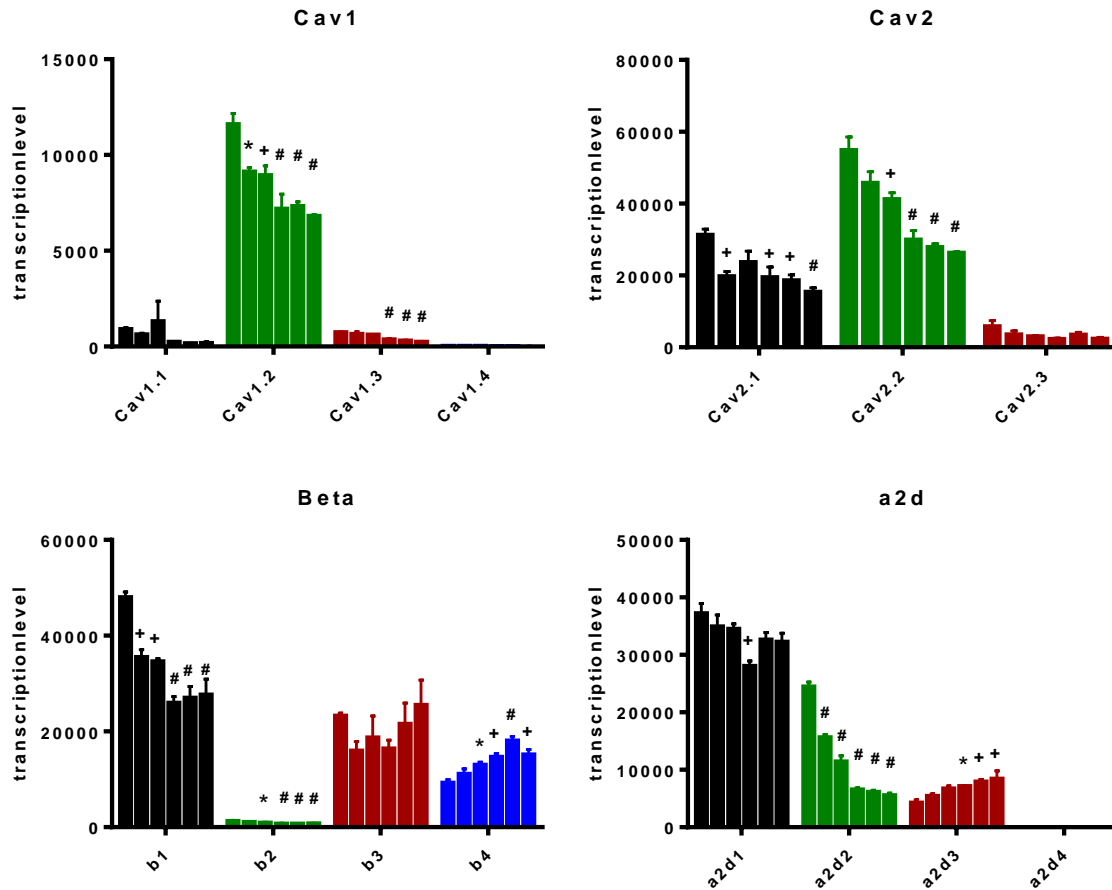 Cav1
transcriptionlevel
15000
10000
5000
0
* + # # #
# # #
Cav1.1 Cav1.2 Cav1.3 Cav1.4
Cav2
transcriptionlevel
80000
60000
40000
20000
0
+ + + #
+ # # #
Cav2.1 Cav2.2 Cav2.3
Beta
transcriptionlevel
60000
40000
20000
0
+ + # # #
* # # #
* + # +
b1 b2 b3 b4
a2d
transcriptionlevel
50000
40000
30000
20000
10000
0
+
# # # # #
* + +
a2d1 a2d2 a2d3 a2d4